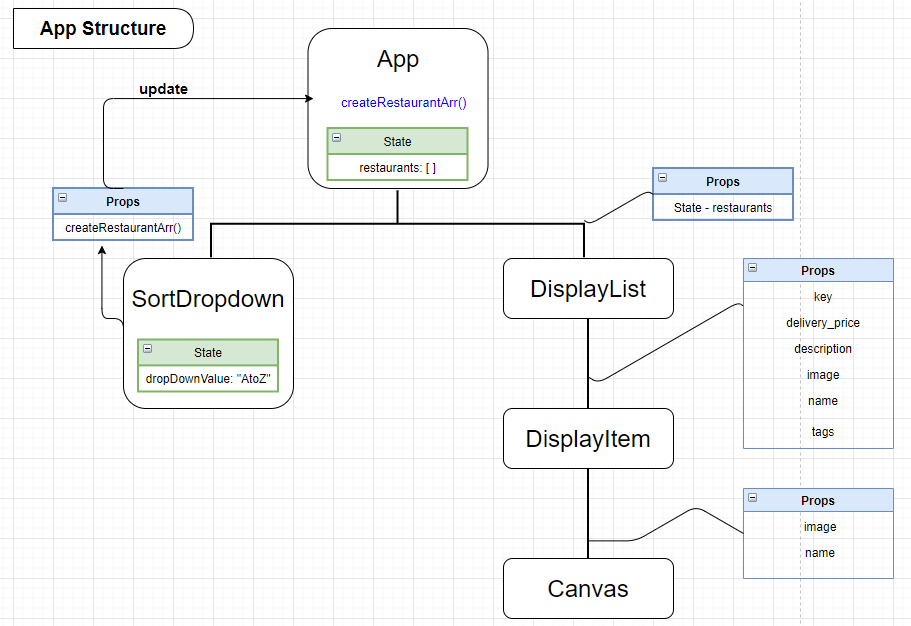 App Structure
App
createRestaurantArr()
State
restaurants: [ ]
update
Props
createRestaurantArr()
Props
State - restaurants
SortDropdown
State
dropDownValue: "AtoZ"
DisplayList
Props
key
delivery_price
description
image
name
tags
DisplayItem
Props
image
name
Canvas